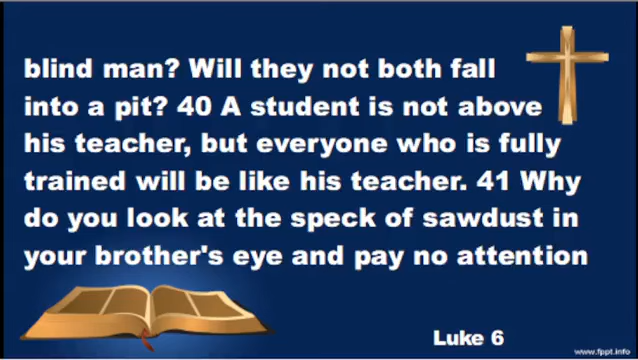 blind man? Will they not both fall
into a pit? 40 A student is not above
his teacher, but everyone who is fully
trained will be like his teacher. 41 Why
do you look at the speck of sawdust in
your brother's eye and pay no attention
Luke 6
www.fppt.info